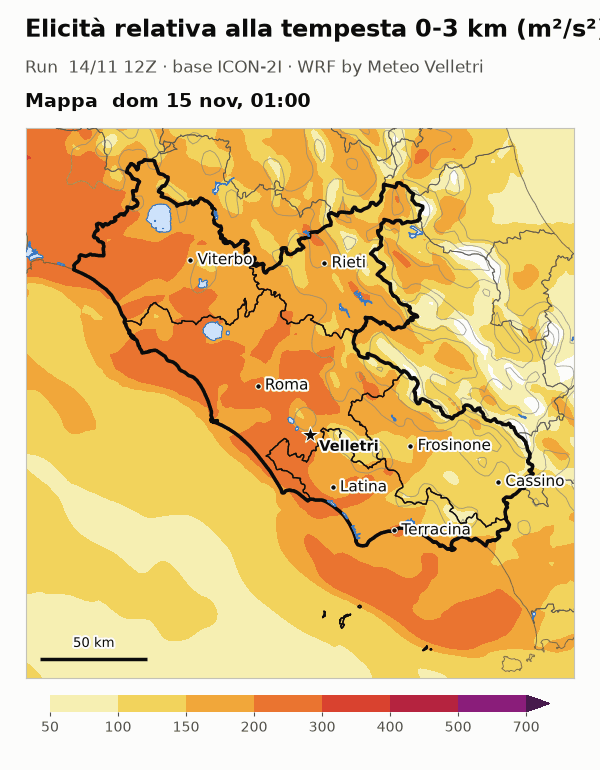 Elicità relativa alla tempesta 0-3 km (m²/s²)
Run  14/11 12Z · base ICON-2I · WRF by Meteo Velletri
Mappa  dom 15 nov, 01:00
Viterbo
Rieti
Roma
Velletri
Frosinone
Cassino
Latina
Terracina
50 km
50 100 150 200 300 400 500 700